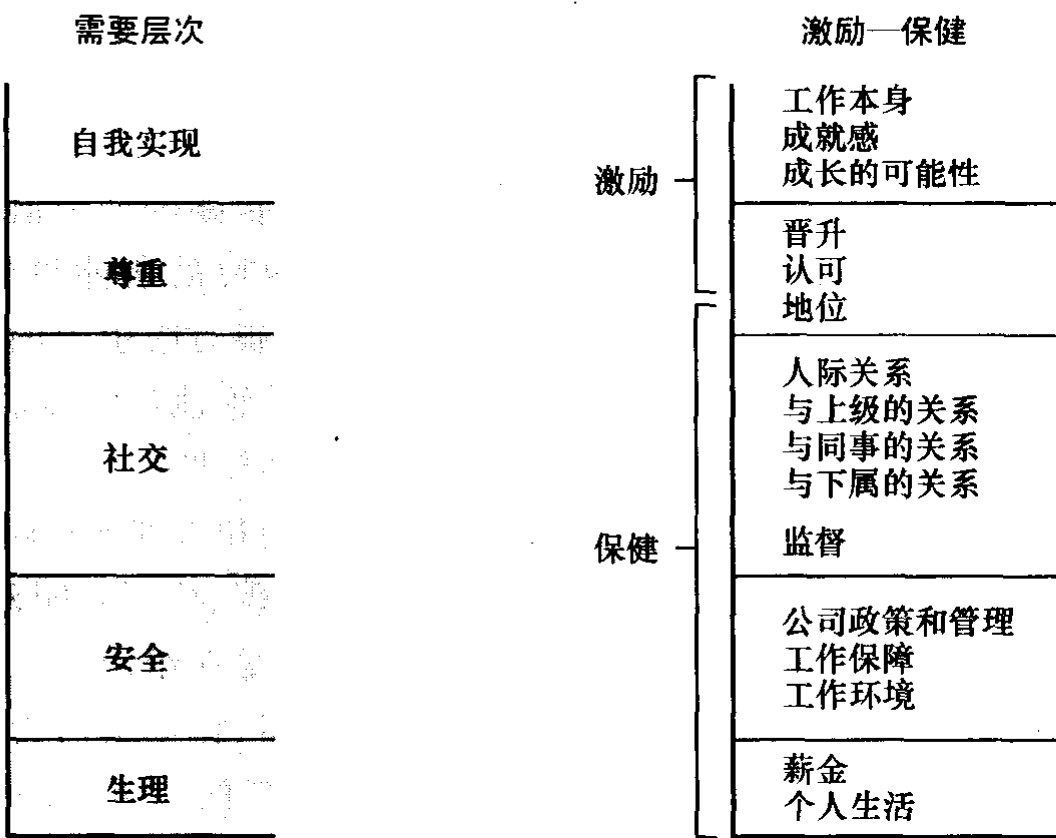 需要层次
自我实现
尊重
社交
安全
生理
激励—保健
激励
保健
工作本身
成就感
成长的可能性
晋升
认可
地位
人际关系
与上级的关系
与同事的关系
与下属的关系
监督
公司政策和管理
工作保障
工作环境
薪金
个人生活